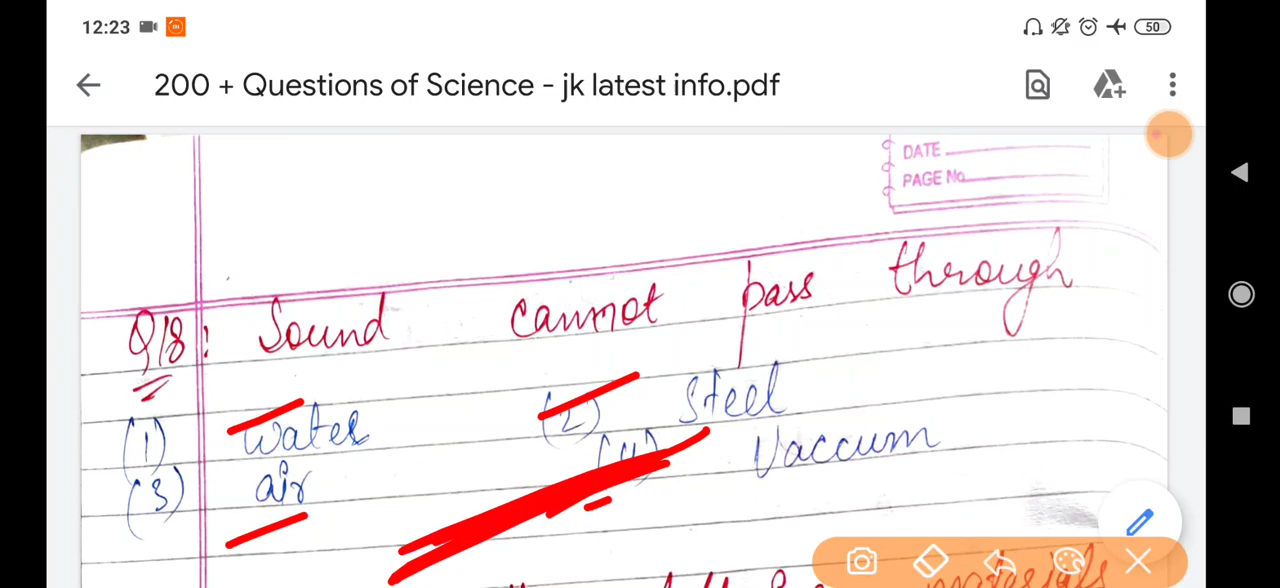 12:23
50
200 + Questions of Science - jk latest info.pdf
DATE
PAGE No.
Q18: Sound cannot pass through
(1) water (2) Steel
(3) air (4) Vaccum
materials